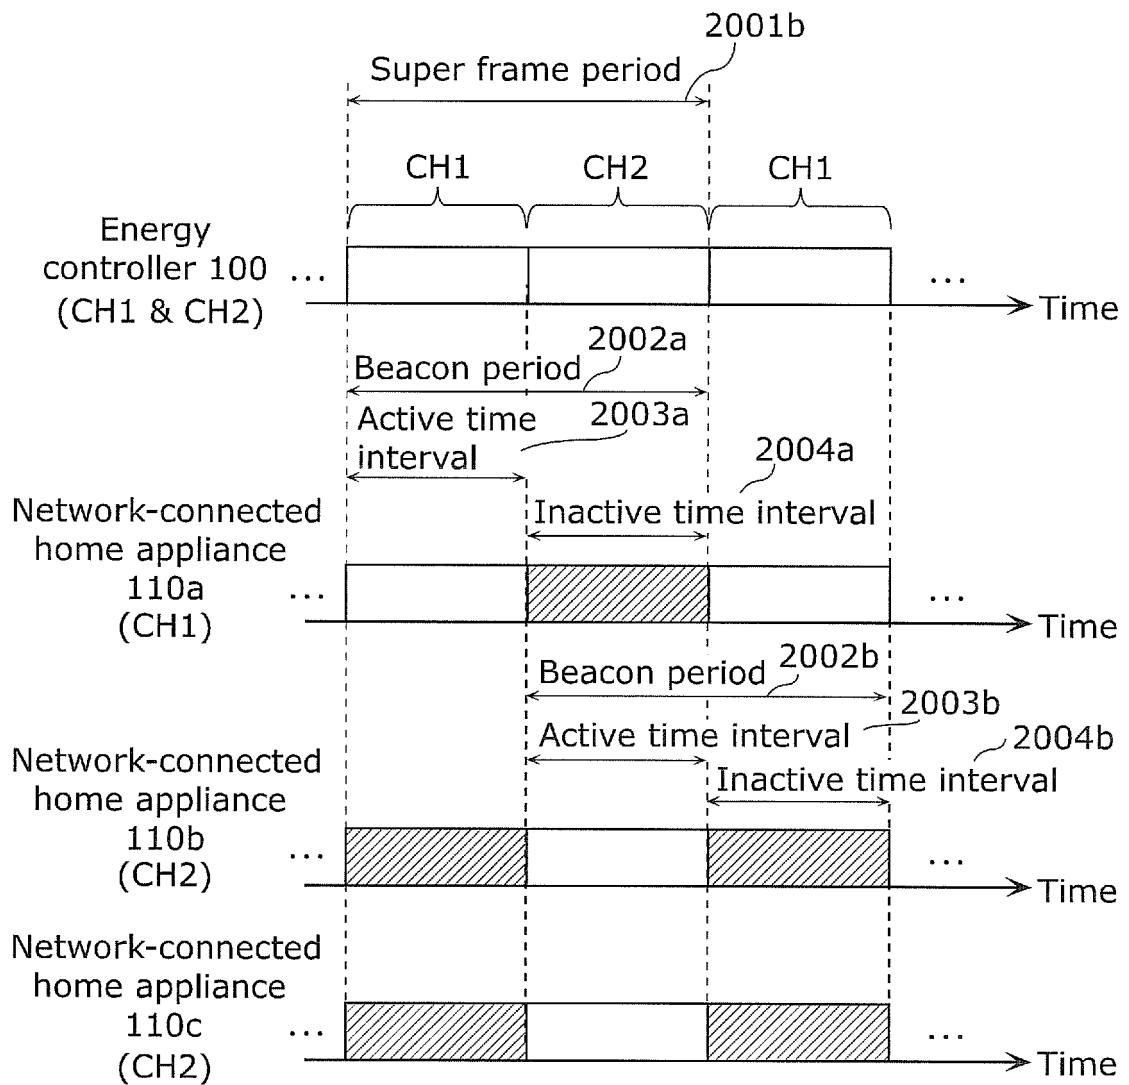 2001b
Super frame period
CH1
CH2
CH1
Energy
controller 100
(CH1 & CH2)
...
...
Time
2002a
Beacon period
Active time
interval
2003a
2004a
Inactive time interval
Network-connected
home appliance
110a
(CH1)
...
...
Time
2002b
Beacon period
2003b
Active time interval
2004b
Inactive time interval
Network-connected
home appliance
110b
(CH2)
...
...
Time
Network-connected
home appliance
110c
(CH2)
...
...
Time